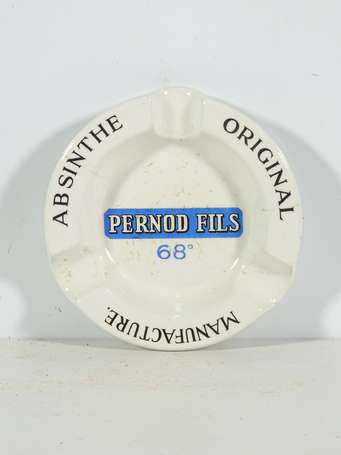 ABSINTHE
ORIGINAL
MANUFACTURE.
PERNOD FILS
68°